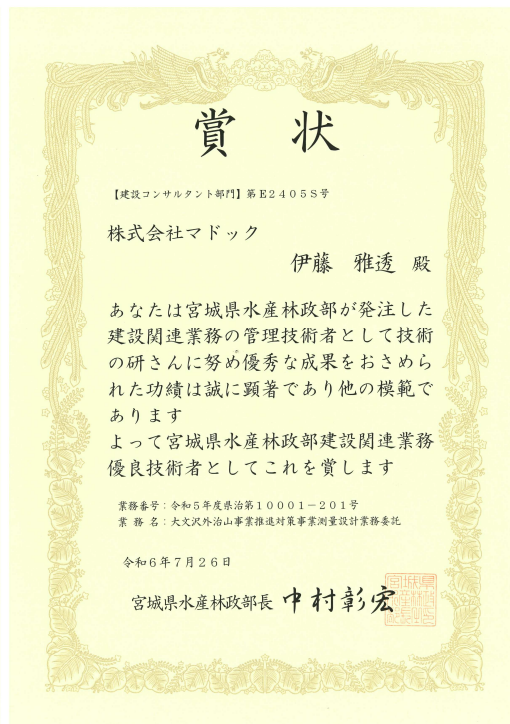 賞状
【建設コンサルタント部門】第E2405S号
株式会社マドック
伊藤 雅透 殿
あなたは宮城県水産林政部が発注した
建設関連業務の管理技術者として技術
の研さんに努め優秀な成果をおさめら
れた功績は誠に顕著であり他の模範で
あります
よって宮城県水産林政部建設関連業務
優良技術者としてこれを賞します
業務番号：令和5年度県治第10001－201号
業務名：大文沢外治山事業推進対策事業測量設計業務委託
令和6年7月26日
宮城県水産林政部長 中村彰宏